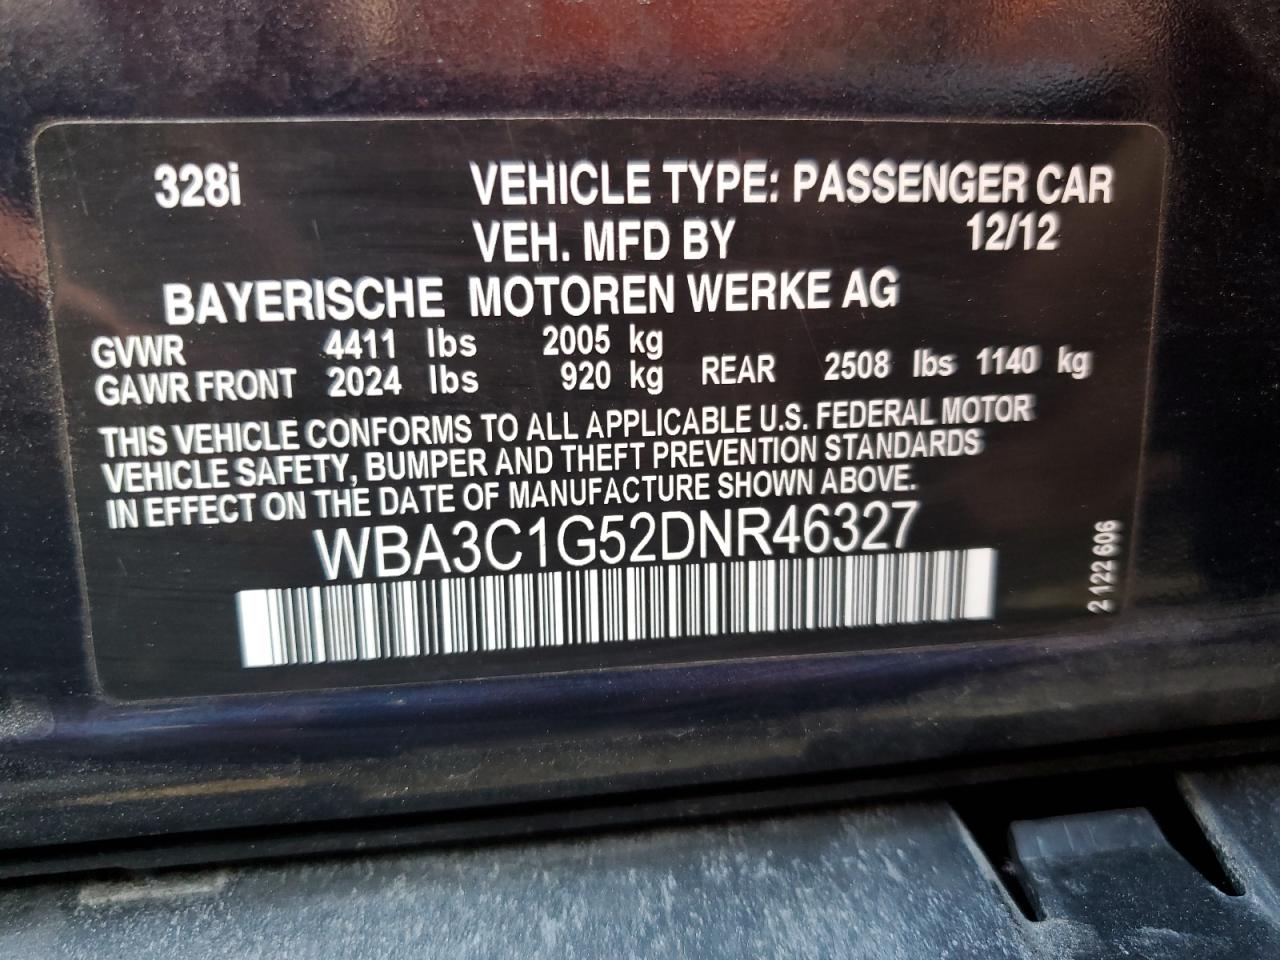 328i VEHICLE TYPE: PASSENGER CAR
VEH. MFD BY 12/12
BAYERISCHE MOTOREN WERKE AG
GVWR 4411 lbs 2005 kg
GAWR FRONT 2024 lbs 920 kg REAR 2508 lbs 1140 kg
THIS VEHICLE CONFORMS TO ALL APPLICABLE U.S. FEDERAL MOTOR
VEHICLE SAFETY, BUMPER AND THEFT PREVENTION STANDARDS
IN EFFECT ON THE DATE OF MANUFACTURE SHOWN ABOVE.
WBA3C1G52DNR46327
2 122 606